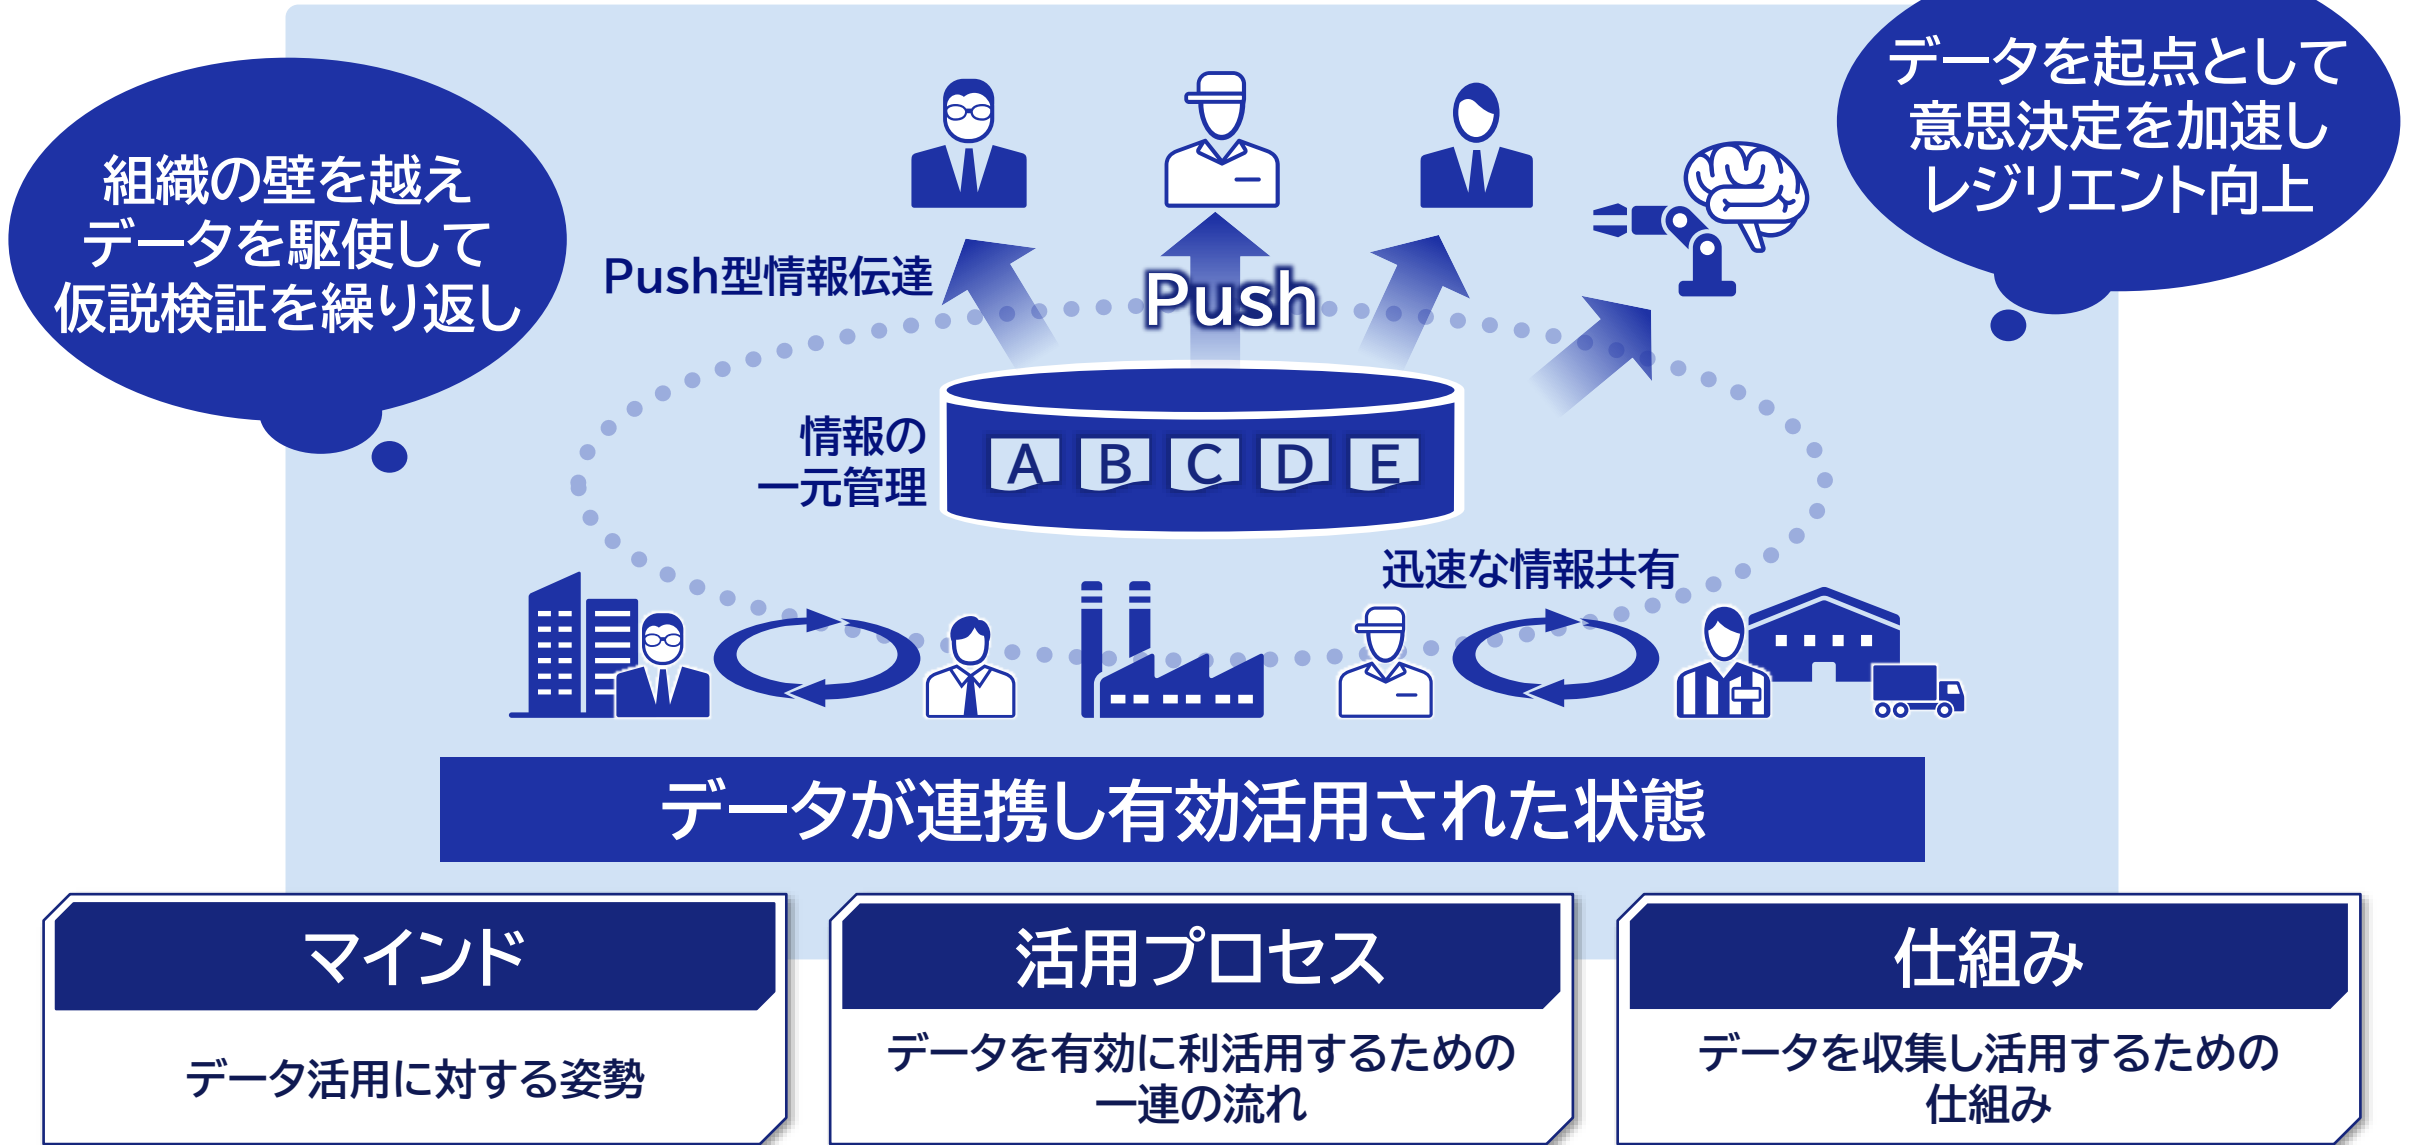 組織の壁を越え
データを駆使して
仮説検証を繰り返し
データを起点として
意思決定を加速し
レジリエント向上
Push型情報伝達
Push
情報の
一元管理
A B C D E
迅速な情報共有
データが連携し有効活用された状態
マインド
データ活用に対する姿勢
活用プロセス
データを有効に利活用するための
一連の流れ
仕組み
データを収集し活用するための
仕組み